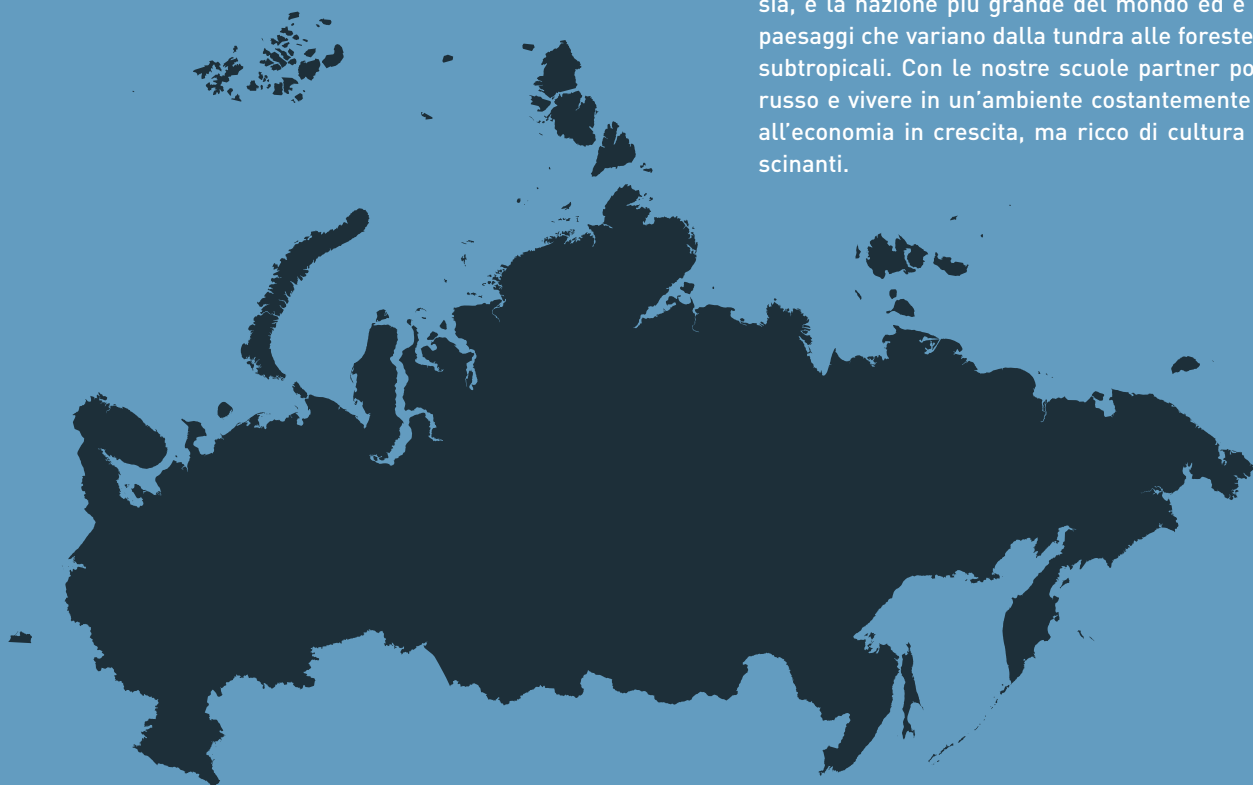 sia, è la nazione più grande del mondo ed è
paesaggi che variano dalla tundra alle foreste
subtropicali. Con le nostre scuole partner po
russo e vivere in un’ambiente costantemente
all’economia in crescita, ma ricco di cultura
scinanti.